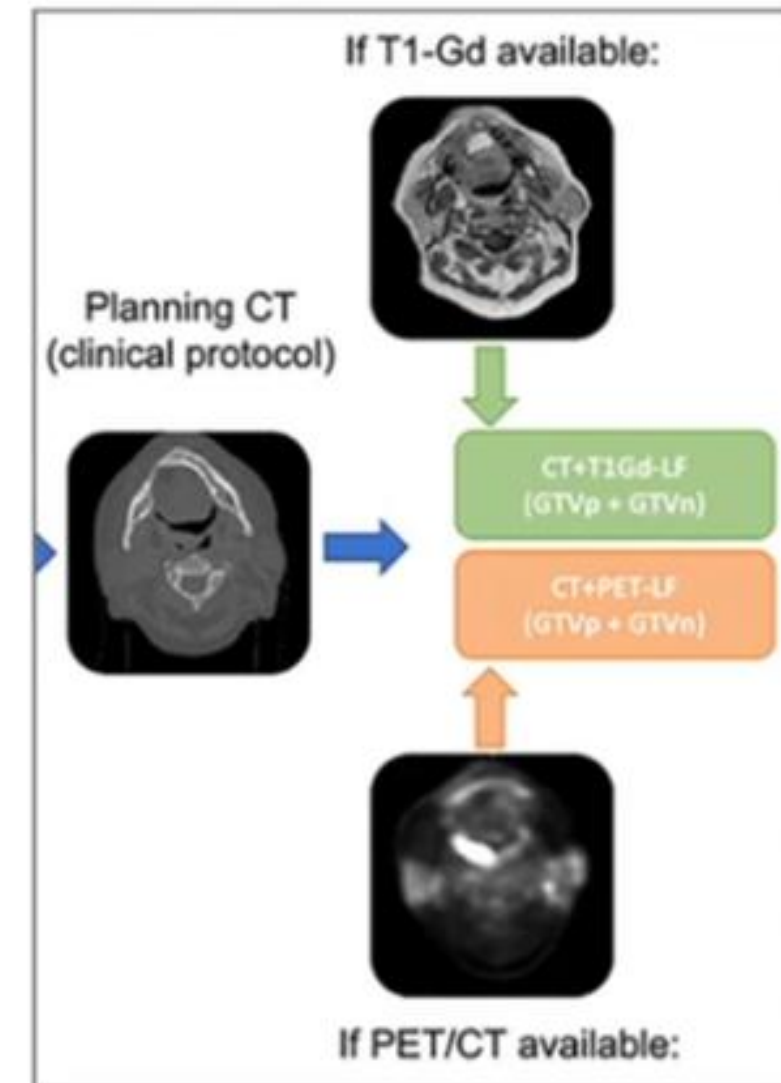 If T1-Gd available:
Planning CT
(clinical protocol)
CT+T1Gd-LF
(GTVp + GTVn)
CT+PET-LF
(GTVp + GTVn)
If PET/CT available: